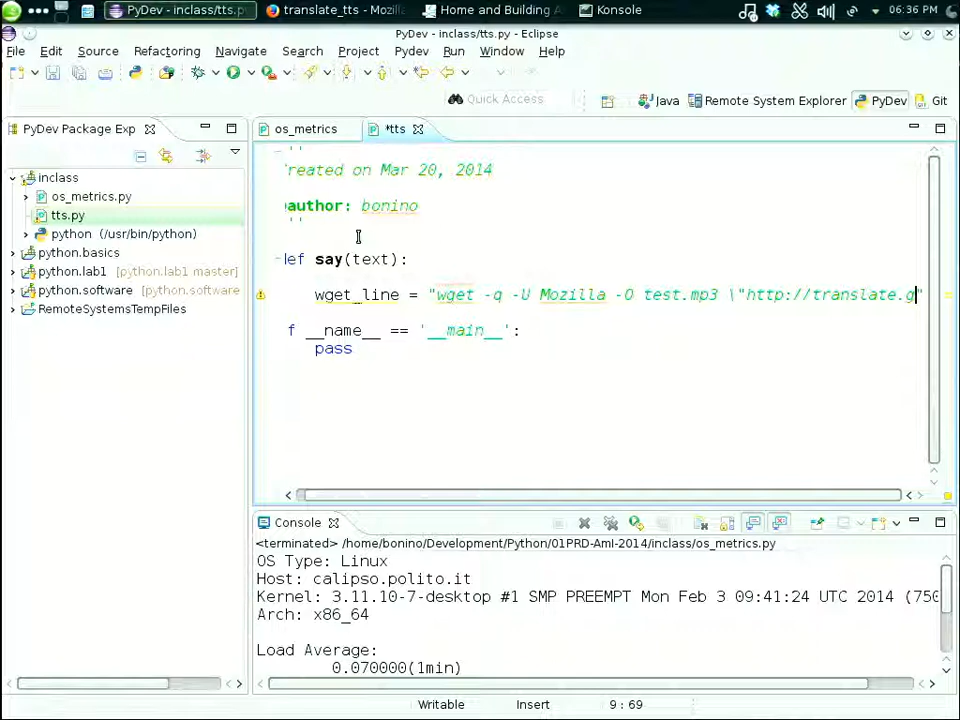 PyDev - inclass/tts.p
translate_tts - Mozill
Home and Building A
Konsole
06:36 PM
PyDev - inclass/tts.py - Eclipse
File Edit Source Refactoring Navigate Search Project Pydev Run Window Help
Quick Access
Java
Remote System Explorer
PyDev
Git
PyDev Package Exp
os_metrics
*tts
inclass
os_metrics.py
tts.py
python (/usr/bin/python)
python.basics
python.lab1 [python.lab1 master]
python.software [python master]
RemoteSystemsTempFiles
'''
reated on Mar 20, 2014
author: bonino
''
def say(text):
wget_line = "wget -q -U Mozilla -O test.mp3 \"http://translate.g"
f __name__ == '__main__':
pass
Console
<terminated> /home/bonino/Development/Python/01PRD-AmI-2014/inclass/os_metrics.py
OS Type: Linux
Host: calipso.polito.it
Kernel: 3.11.10-7-desktop #1 SMP PREEMPT Mon Feb 3 09:41:24 UTC 2014 (750
Arch: x86_64
Load Average:
0.070000(1min)
Writable
Insert
9 : 69